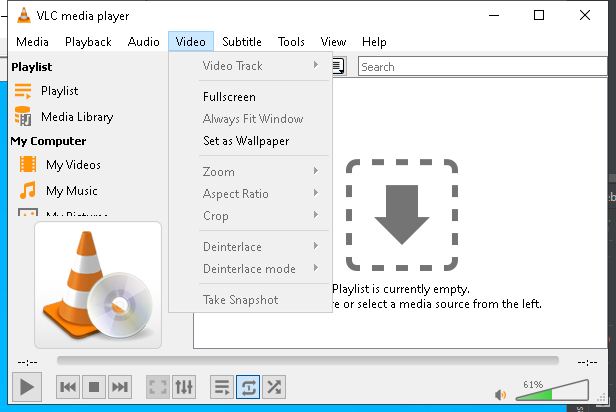 VLC media player
Media Playback Audio Video Subtitle Tools View Help
Playlist
Playlist
Media Library
My Computer
My Videos
My Music
My Pictures
Video Track
Fullscreen
Always Fit Window
Set as Wallpaper
Zoom
Aspect Ratio
Crop
Deinterlace
Deinterlace mode
Take Snapshot
Search
Playlist is currently empty.
re or select a media source from the left.
--:-- --:--
61%